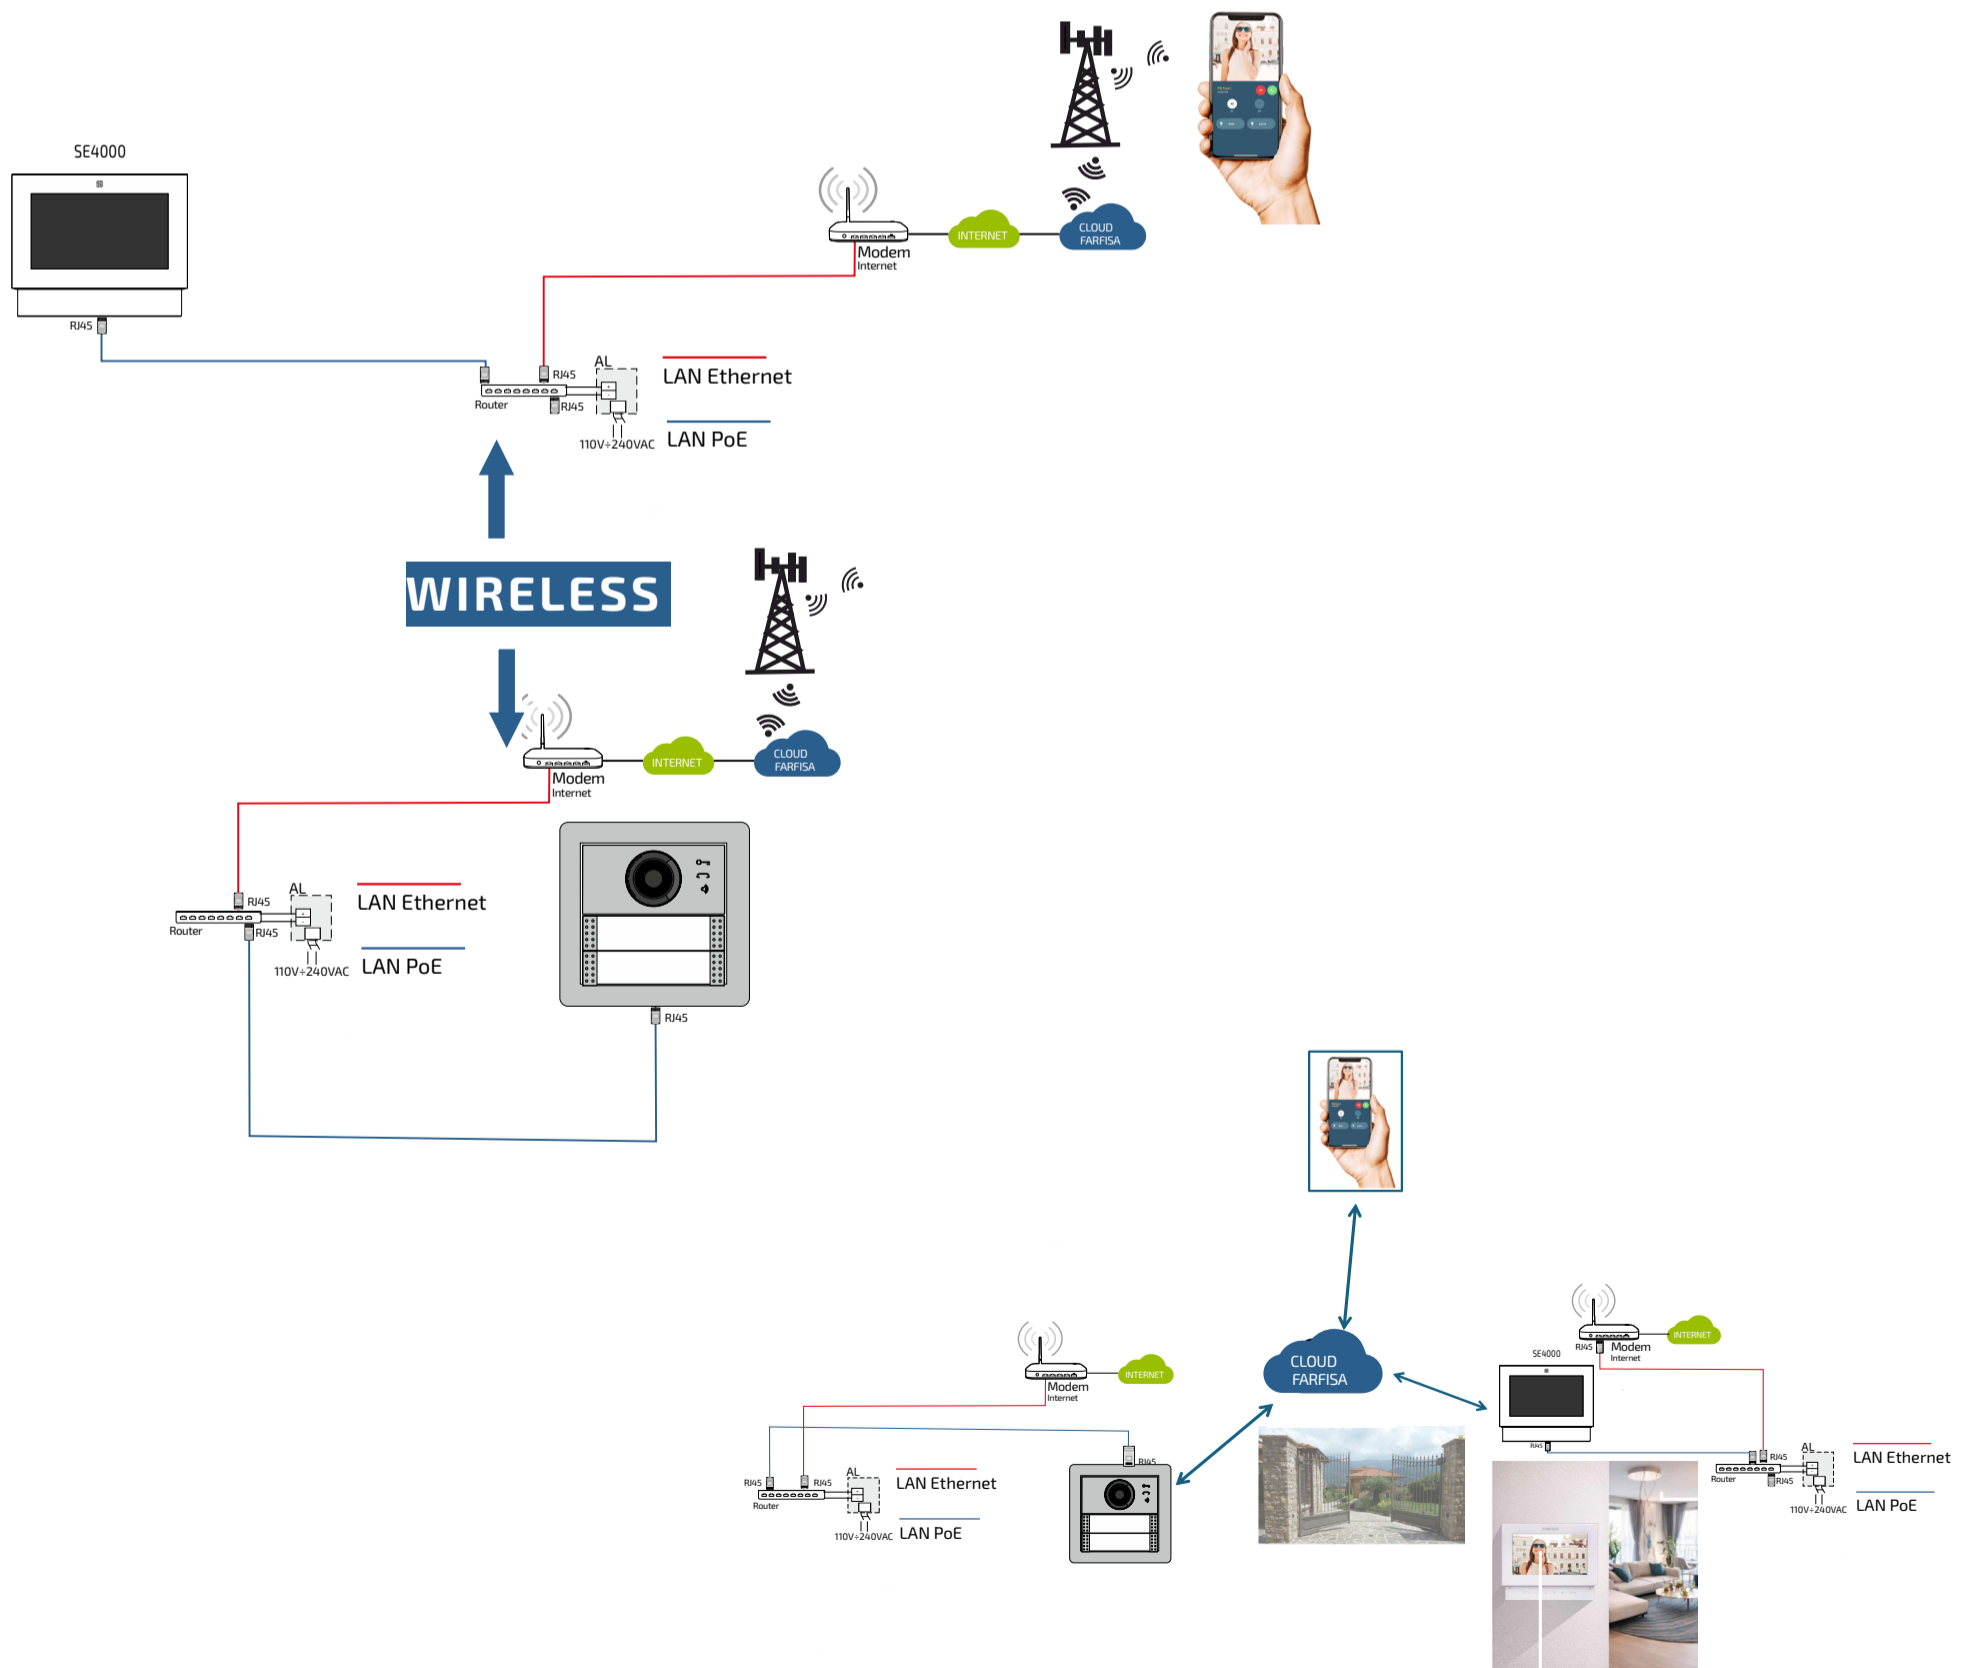 SE4000
RJ45
INTERNET
CLOUD
FARFISA
Modem
Internet
AL
RJ45
Router
RJ45
110V÷240VAC
LAN Ethernet
LAN PoE
WIRELESS
INTERNET
CLOUD
FARFISA
Modem
Internet
AL
RJ45
Router
RJ45
110V÷240VAC
LAN Ethernet
LAN PoE
RJ45
CLOUD
FARFISA
INTERNET
Modem
Internet
RJ45
RJ45
RJ45
AL
Router
110V÷240VAC
LAN Ethernet
LAN PoE
INTERNET
RJ45
Modem
Internet
SE4000
RJ45
AL
RJ45
Router
RJ45
110V÷240VAC
LAN Ethernet
LAN PoE